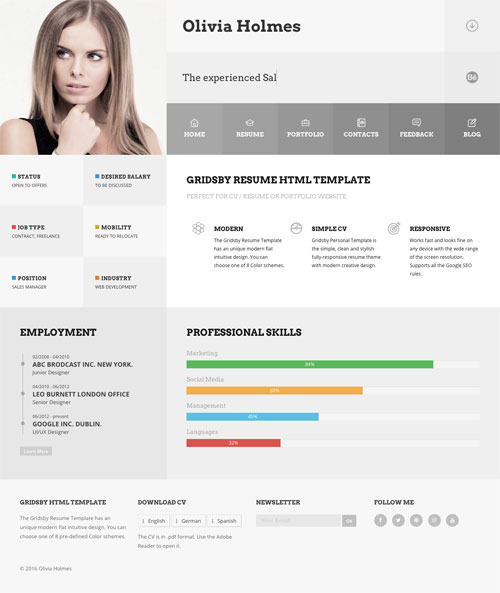 Olivia Holmes
The experienced Sal
Bē
HOME
RESUME
PORTFOLIO
CONTACTS
FEEDBACK
BLOG
STATUS
OPEN TO OFFERS
DESIRED SALARY
TO BE DISCUSSED
JOB TYPE
CONTRACT, FREELANCE
MOBILITY
READY TO RELOCATE
POSITION
SALES MANAGER
INDUSTRY
WEB DEVELOPMENT
GRIDSBY RESUME HTML TEMPLATE
PERFECT FOR CV / RESUME OR PORTFOLIO WEBSITE
MODERN
The Gridsby Resume Template
has an unique modern flat
intuitive design. You can
choose one of 8 Color schemes.
SIMPLE CV
Gridsby Personal Template is
the simple, clean and stylish
fully-responsive resume theme
with modern creative design.
RESPONSIVE
Works fast and looks fine on
any device with the wide range
of the screen resolution.
Supports all the Google SEO
rules.
EMPLOYMENT
02/2008 - 04/2010
ABC BRODCAST INC. NEW YORK.
Junior Designer
04/2010 - 06/2012
LEO BURNETT LONDON OFFICE
Senior Designer
06/2012 - present
GOOGLE INC. DUBLIN.
UI/UX Designer
Learn More
PROFESSIONAL SKILLS
Marketing
84%
Social Media
60%
Management
45%
Languages
32%
GRIDSBY HTML TEMPLATE
The Gridsby Resume Template has an
unique modern flat intuitive design. You can
choose one of 8 pre-defined Color schemes.
DOWNLOAD CV
English
German
Spanish
The CV is in .pdf format. Use the Adobe
Reader to open it.
NEWSLETTER
Your Email
Ok
FOLLOW ME
© 2016 Olivia Holmes